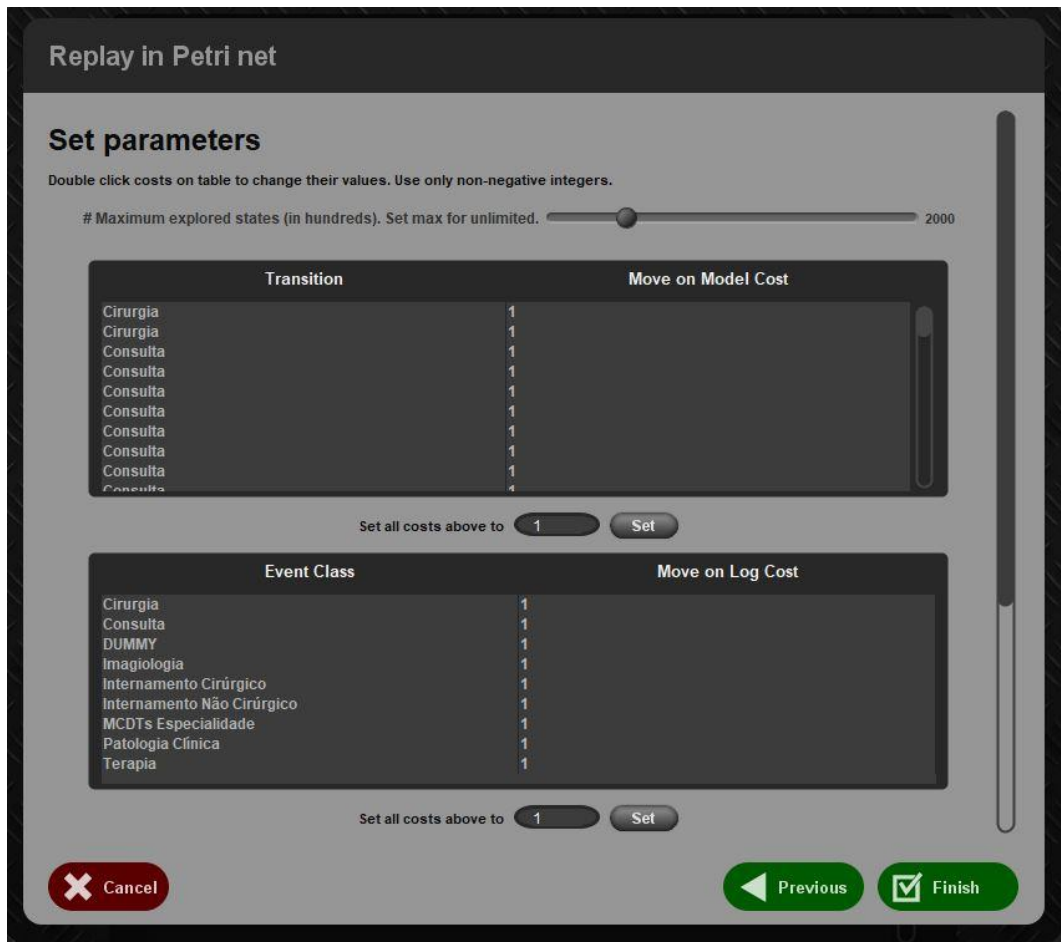 Replay in Petri net
Set parameters
Double click costs on table to change their values. Use only non-negative integers.
# Maximum explored states (in hundreds). Set max for unlimited. 2000
Transition Move on Model Cost
Cirurgia 1
Cirurgia 1
Consulta 1
Consulta 1
Consulta 1
Consulta 1
Consulta 1
Consulta 1
Consulta 1
Consulta 1
Set all costs above to 1 Set
Event Class Move on Log Cost
Cirurgia 1
Consulta 1
DUMMY 1
Imagiologia 1
Internamento Cirúrgico 1
Internamento Não Cirúrgico 1
MCDTs Especialidade 1
Patologia Clínica 1
Terapia 1
Set all costs above to 1 Set
Cancel Previous Finish